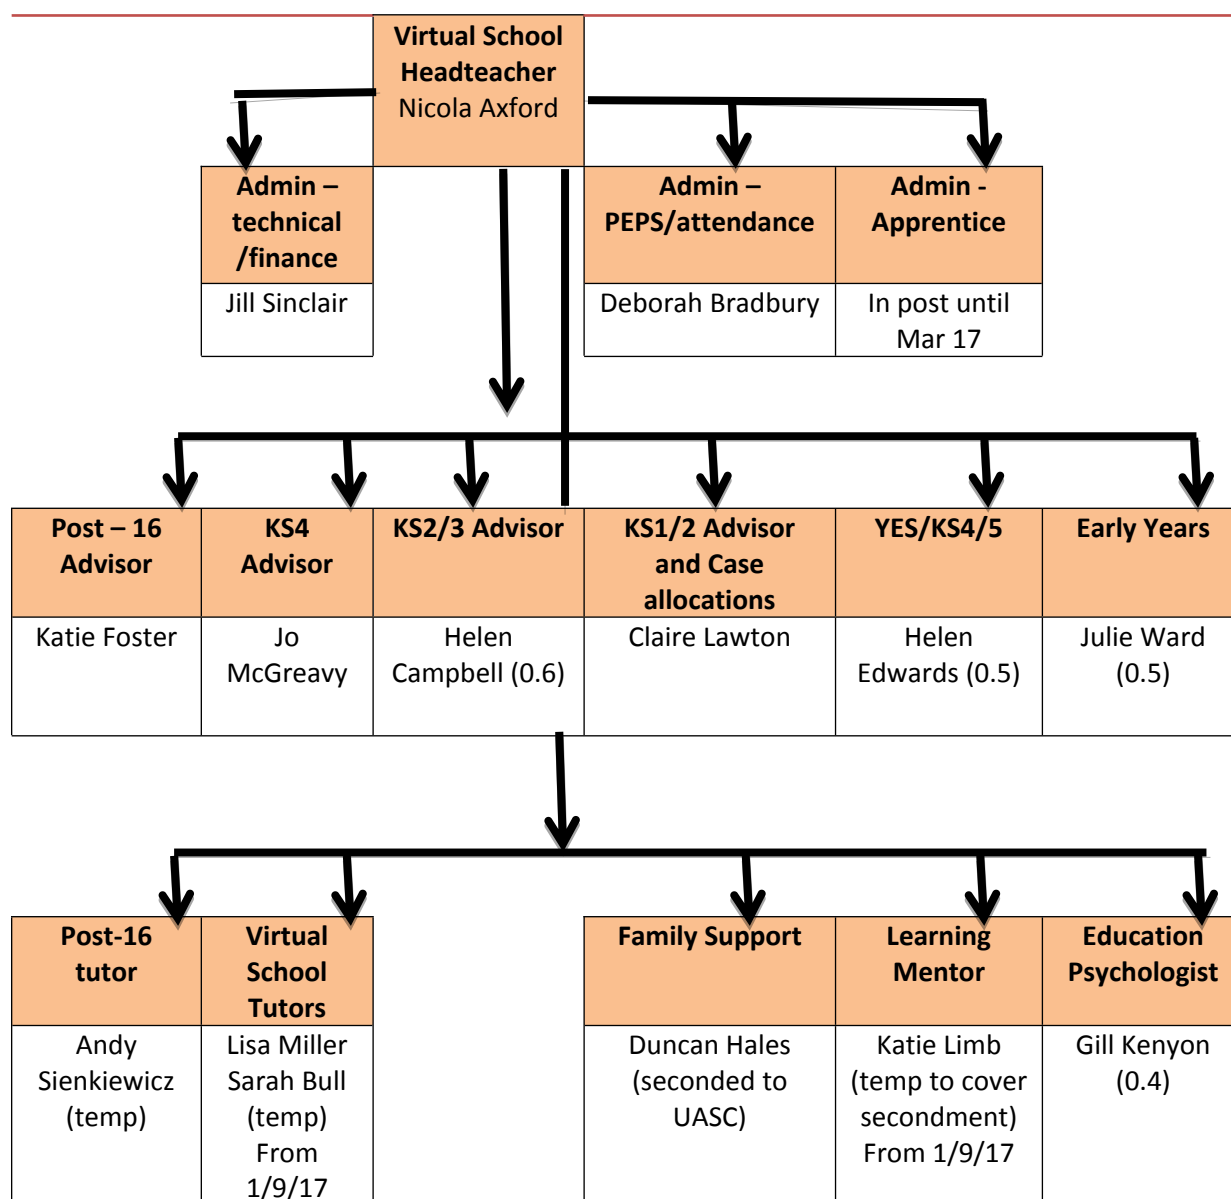 Virtual School
Headteacher
Nicola Axford
Admin –
technical
/finance
Jill Sinclair
Admin –
PEPS/attendance
Deborah Bradbury
Admin -
Apprentice
In post until
Mar 17
Post – 16
Advisor
Katie Foster
KS4
Advisor
Jo
McGreavy
KS2/3 Advisor
Helen
Campbell (0.6)
KS1/2 Advisor
and Case
allocations
Claire Lawton
YES/KS4/5
Helen
Edwards (0.5)
Early Years
Julie Ward
(0.5)
Post-16
tutor
Andy
Sienkiewicz
(temp)
Virtual
School
Tutors
Lisa Miller
Sarah Bull
(temp)
From
1/9/17
Family Support
Duncan Hales
(seconded to
UASC)
Learning
Mentor
Katie Limb
(temp to cover
secondment)
From 1/9/17
Education
Psychologist
Gill Kenyon
(0.4)